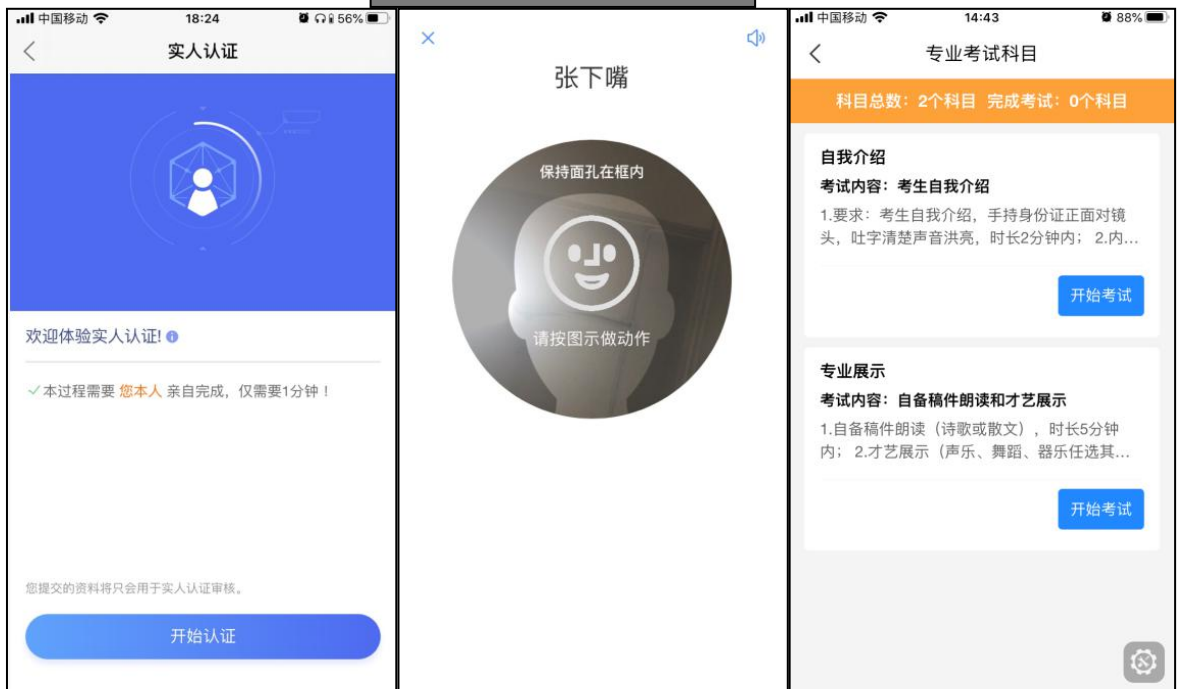 中国移动 18:24 56%
实人认证
欢迎体验实人认证!
本过程需要 您本人 亲自完成，仅需要1分钟！
您提交的资料将只会用于实人认证审核。
开始认证
张下嘴
保持面孔在框内
请按图示做动作
中国移动 14:43 88%
专业考试科目
科目总数：2个科目 完成考试：0个科目
自我介绍
考试内容：考生自我介绍
1.要求：考生自我介绍，手持身份证正面对镜
头，吐字清楚声音洪亮，时长2分钟内； 2.内...
开始考试
专业展示
考试内容：自备稿件朗读和才艺展示
1.自备稿件朗读（诗歌或散文），时长5分钟
内； 2.才艺展示（声乐、舞蹈、器乐任选其...
开始考试